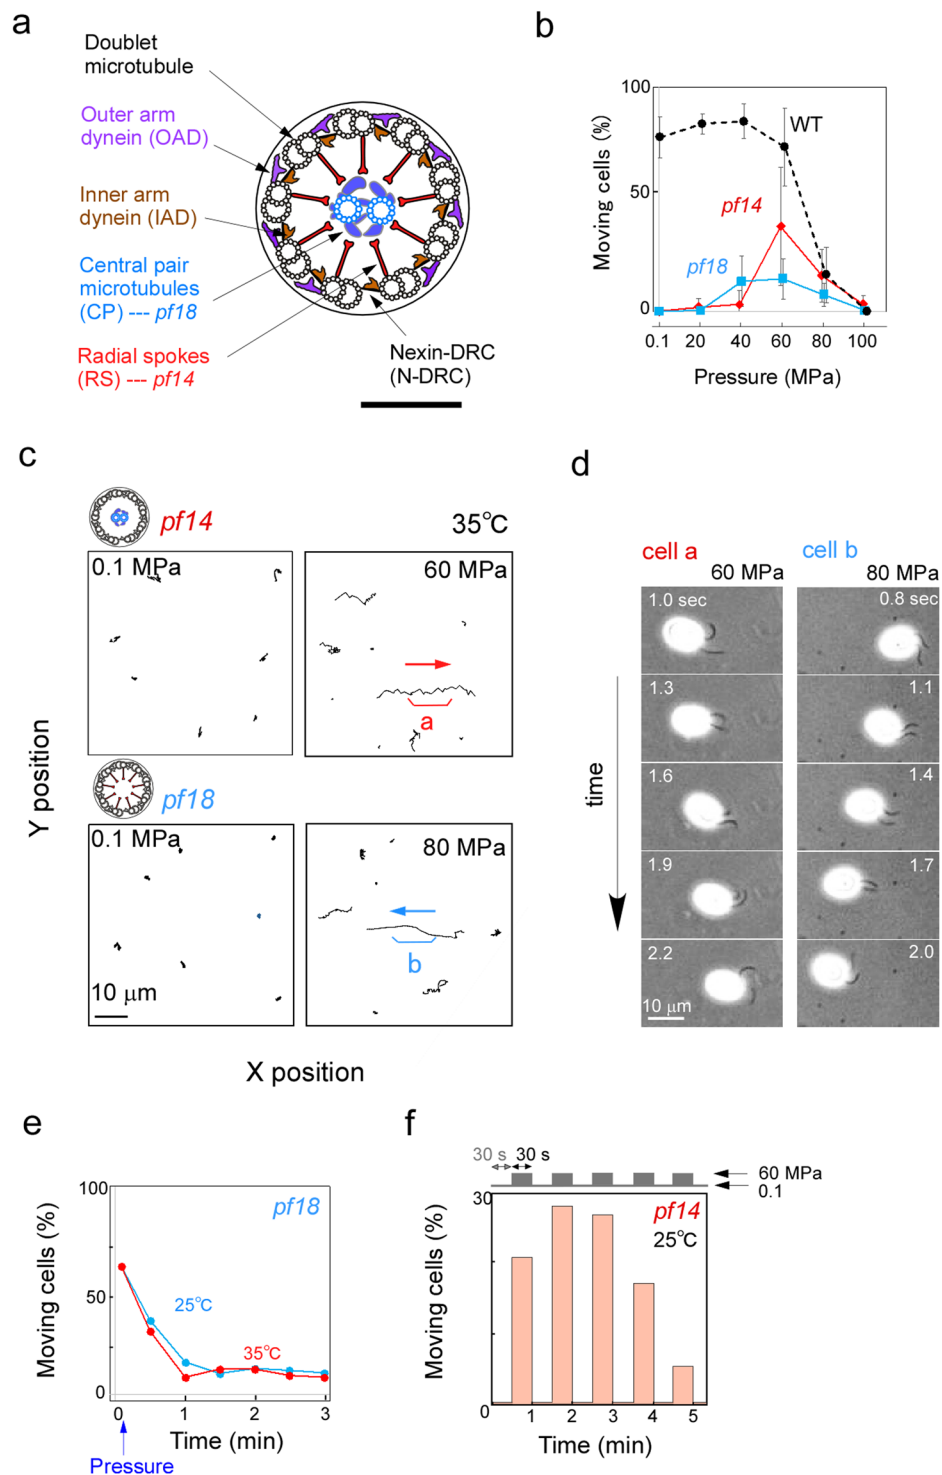 a
Doublet
microtubule
Outer arm
dynein (OAD)
Inner arm
dynein (IAD)
Central pair
microtubules
(CP) --- pf18
Radial spokes
(RS) --- pf14
Nexin-DRC
(N-DRC)
b
100
50
0
Moving cells (%)
WT
pf14
pf18
0.1 20 40 60 80 100
Pressure (MPa)
c
pf14
35℃
0.1 MPa
60 MPa
a
pf18
0.1 MPa
80 MPa
b
10 μm
Y position
X position
d
cell a
cell b
60 MPa
80 MPa
1.0 sec
0.8 sec
1.3
1.1
1.6
1.4
1.9
1.7
2.2
2.0
10 μm
time
e
100
50
0
Moving cells (%)
pf18
25℃
35℃
0 1 2 3
Time (min)
Pressure
f
30 s 30 s
60 MPa
0.1
30
0
Moving cells (%)
pf14
25℃
1 2 3 4 5
Time (min)